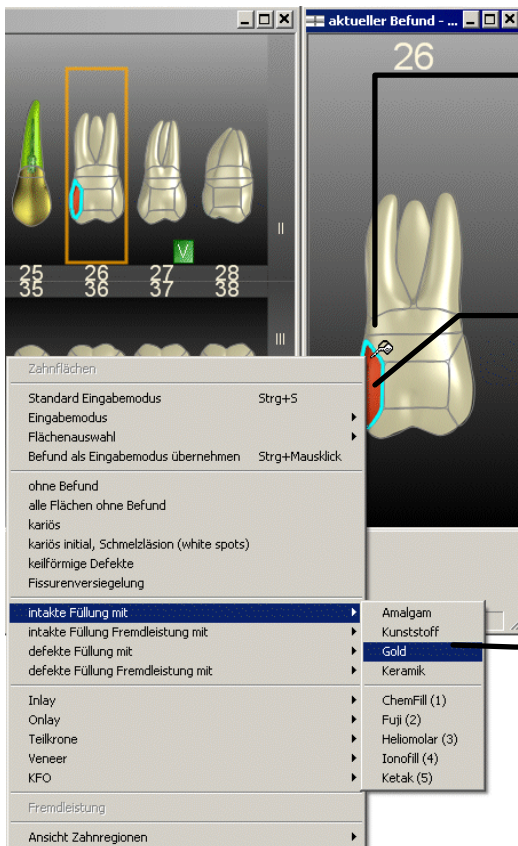 aktueller Befund - ...
26
II
V
25 26 27 28
35 36 37 38
III
Zahnflächen
Standard Eingabemodus Strg+S
Eingabemodus
Flächenauswahl
Befund als Eingabemodus übernehmen Strg+Mausklick
ohne Befund
alle Flächen ohne Befund
kariös
kariös initial, Schmelzläsion (white spots)
keilförmige Defekte
Fissurenversiegelung
intakte Füllung mit
intakte Füllung Fremdleistung mit
defekte Füllung mit
defekte Füllung Fremdleistung mit
Inlay
Onlay
Teilkrone
Veneer
KFO
Fremdleistung
Ansicht Zahnregionen
Amalgam
Kunststoff
Gold
Keramik
ChemFill (1)
Fuji (2)
Heliomolar (3)
Ionofill (4)
Ketak (5)